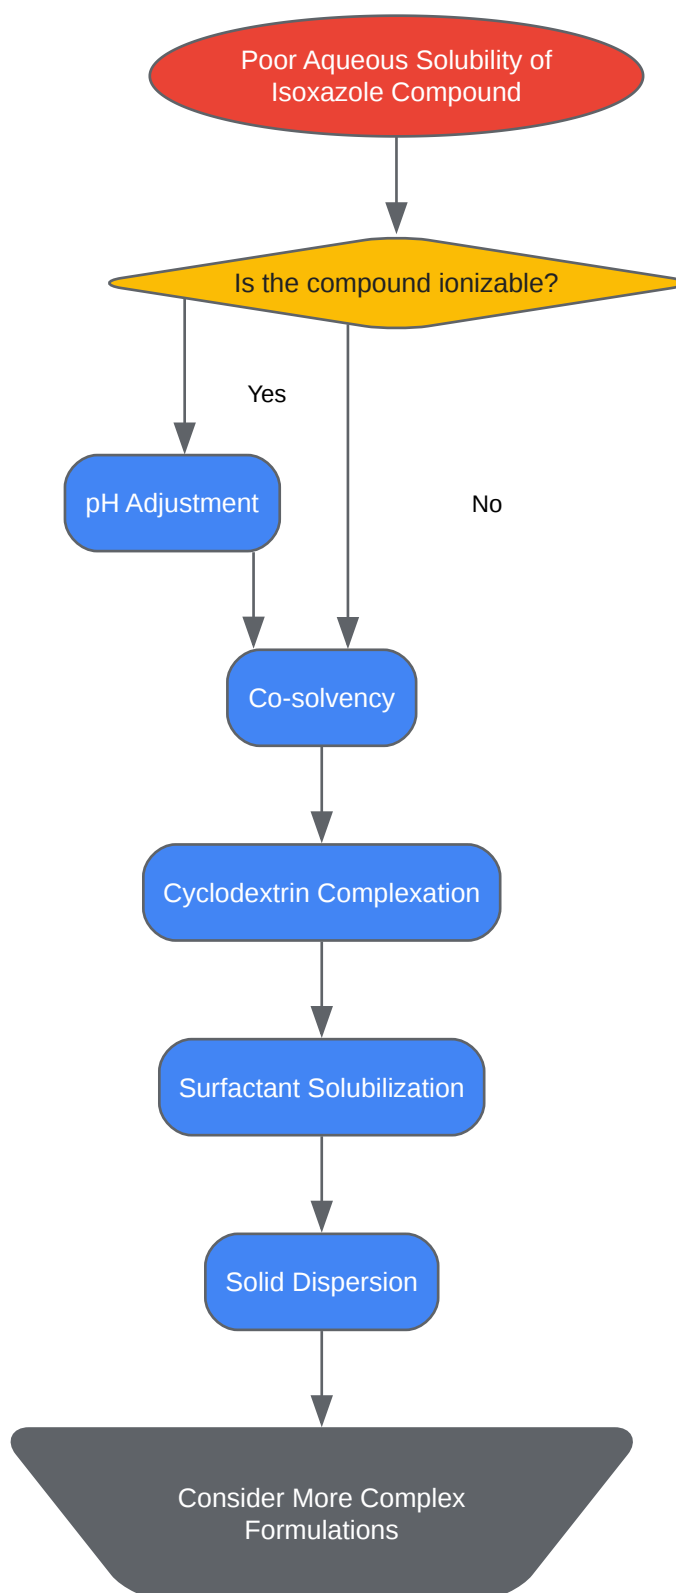 Poor Aqueous Solubility of
Isoxazole Compound
Is the compound ionizable?
Yes
pH Adjustment
No
Co-solvency
Cyclodextrin Complexation
Surfactant Solubilization
Solid Dispersion
Consider More Complex
Formulations